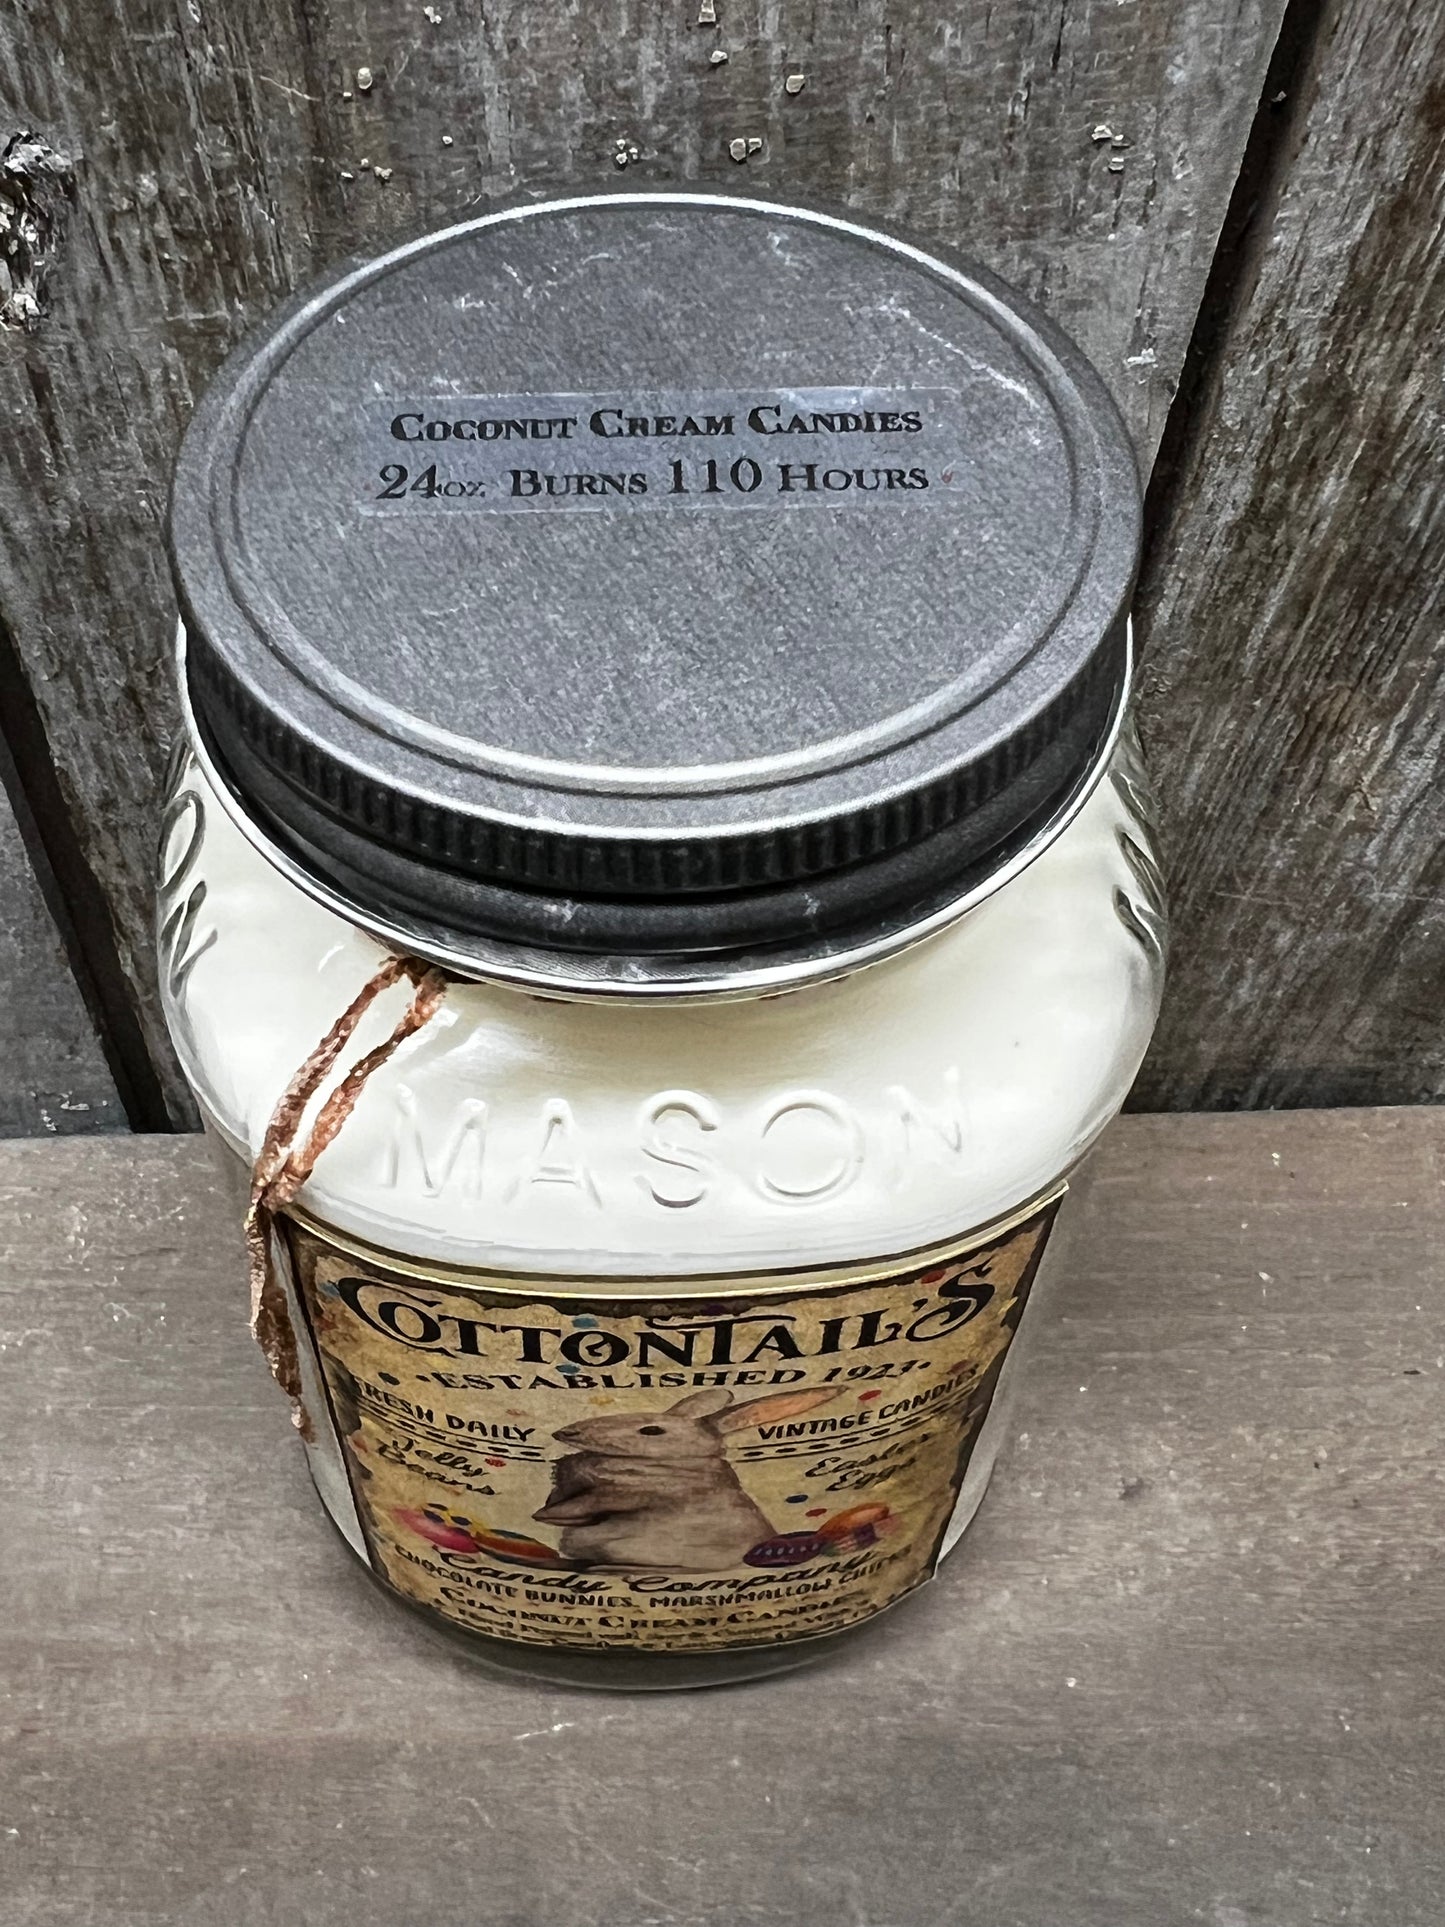 COCONUT CREAM CANDIES
24oz BURNS 110 HOURS
MASON
COTTONTAIL'S
•ESTABLISHED 1923•
FRESH DAILY
VINTAGE CANDIES
Jelly Beans
Easter Eggs
Candy Company
CHOCOLATE BUNNIES, MARSHMALLOW CHICKS
COCONUT CREAM CANDIES